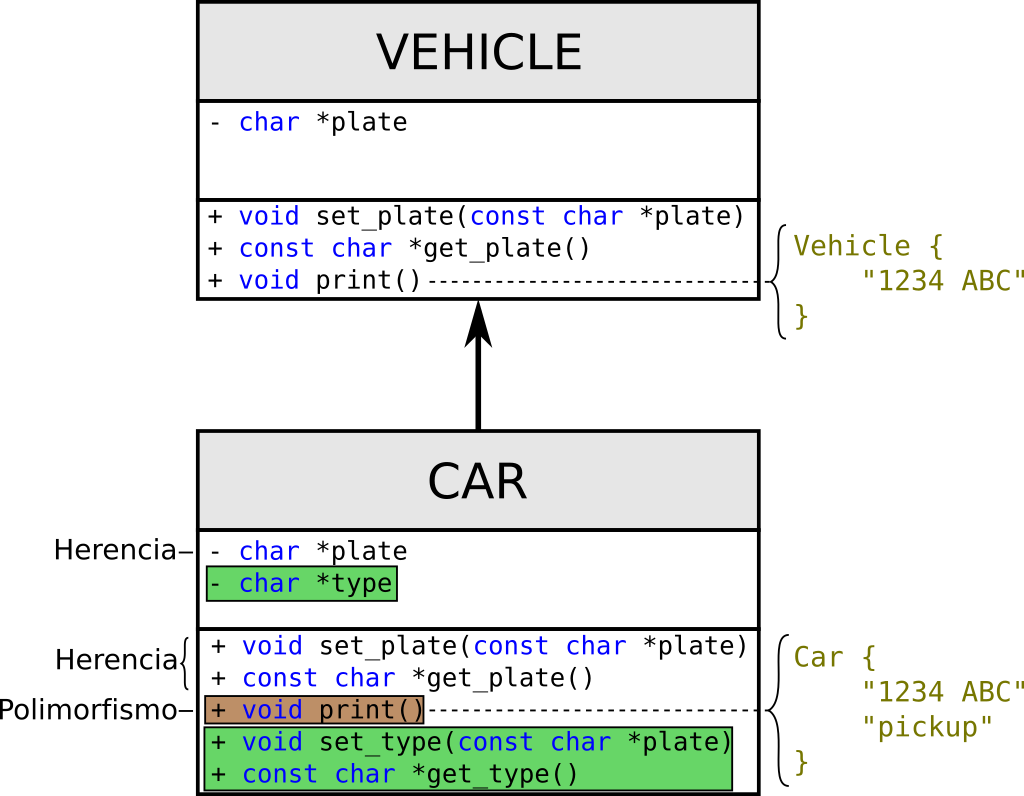 VEHICLE
- char *plate
+ void set_plate(const char *plate)
+ const char *get_plate()
+ void print()
Vehicle {
"1234 ABC"
}
CAR
Herencia
- char *plate
- char *type
Herencia
+ void set_plate(const char *plate)
+ const char *get_plate()
Polimorfismo
+ void print()
+ void set_type(const char *plate)
+ const char *get_type()
Car {
"1234 ABC"
"pickup"
}